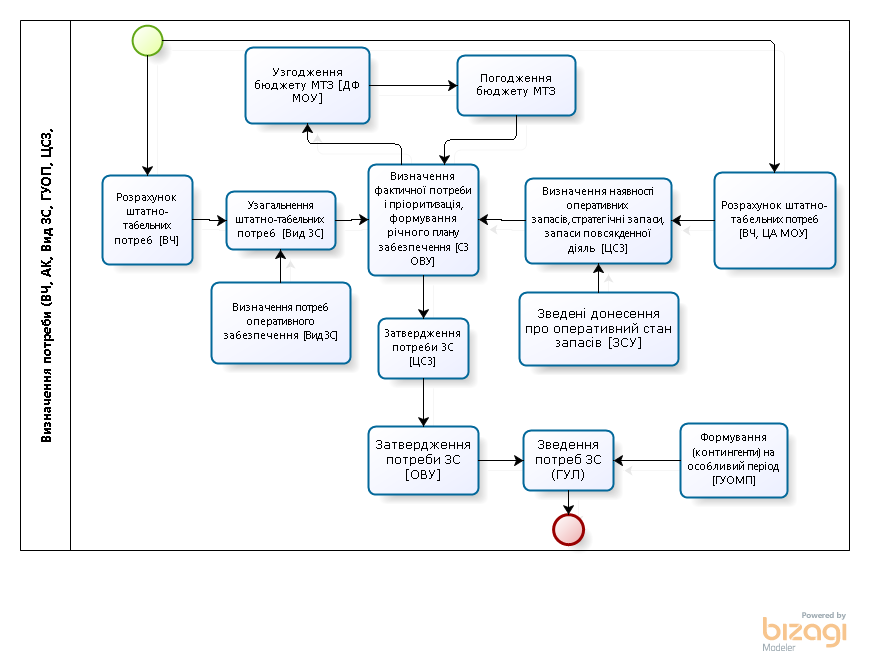 Визначення потреби (ВЧ, АК, Вид ЗС, ГУОП, ЦСЗ,
Узгодження
бюджету МТЗ [ДФ
МОУ]
Погодження
бюджету МТЗ
Розрахунок
штатно-
табельних
потреб [ВЧ]
Узагальнення
штатно-табельних
потреб [Вид ЗС]
Визначення
фактичної потреби
і пріоритизація,
формування
річного плану
забезпечення [СЗ
ОВУ]
Визначення наявності
оперативних
запасів,стратегічні запаси,
запаси повсякденної
діяль [ЦСЗ]
Розрахунок штатно-
табельних потреб
[ВЧ, ЦА МОУ]
Визначення потреб
оперативного
забезпечення [ВидЗС]
Затвердження
потреби ЗС
[ЦСЗ]
Зведені донесення
про оперативний стан
запасів [ЗСУ]
Затвердження
потреби ЗС
[ОВУ]
Зведення
потреб ЗС
(ГУЛ)
Формування
(контингенти) на
особливий період
[ГУОМП]
Powered by
bizagi
Modeler